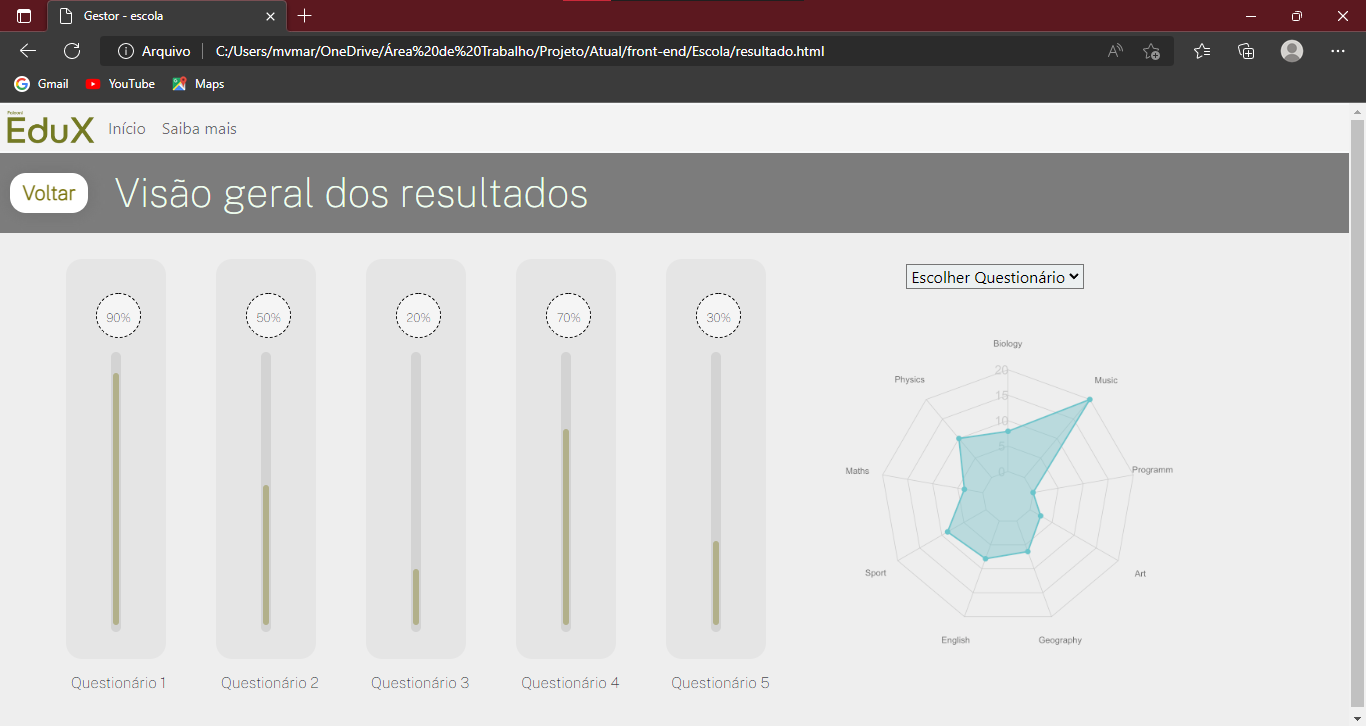 Gestor - escola
Arquivo
C:/Users/mvmar/OneDrive/Área%20de%20Trabalho/Projeto/Atual/front-end/Escola/resultado.html
Gmail
YouTube
Maps
EduX
Início
Saiba mais
Voltar
Visão geral dos resultados
90%
50%
20%
70%
30%
Questionário 1
Questionário 2
Questionário 3
Questionário 4
Questionário 5
Escolher Questionário
Biology
Music
Programm
Art
Geography
English
Sport
Maths
Physics
20
15
10
5
0